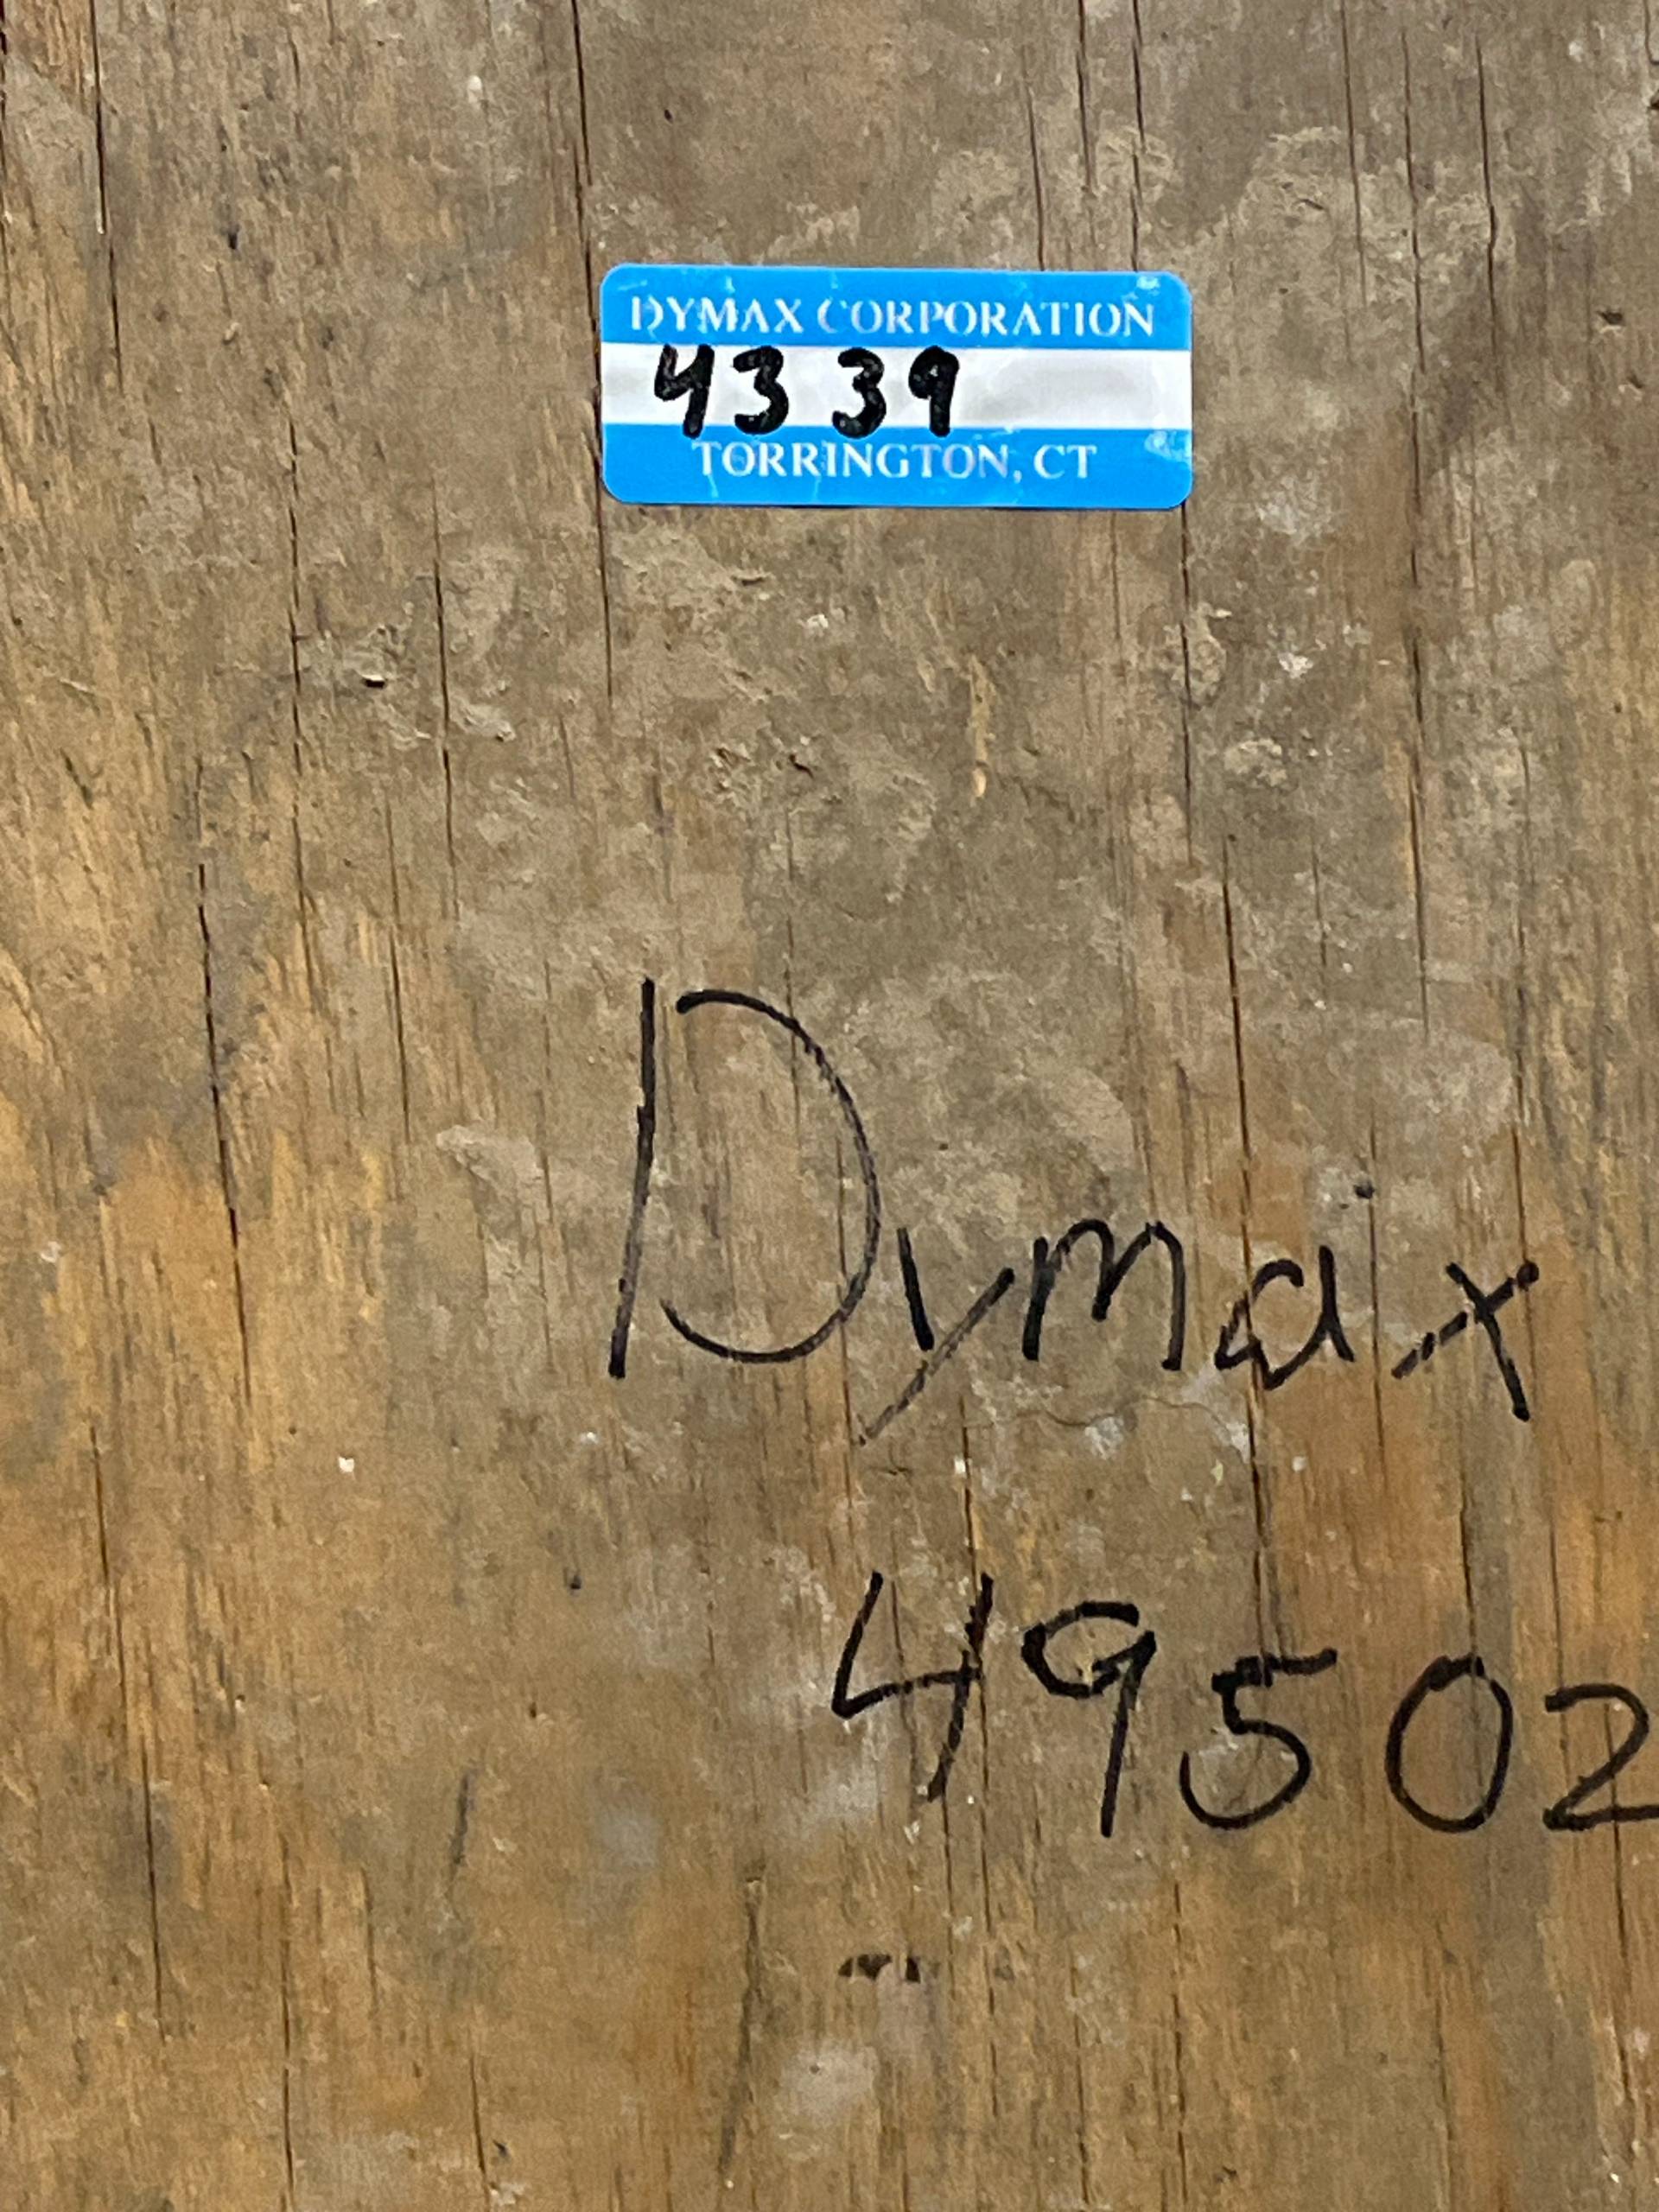 DYMAX CORPORATION
4339
TORRINGTON, CT
Dymax
49502